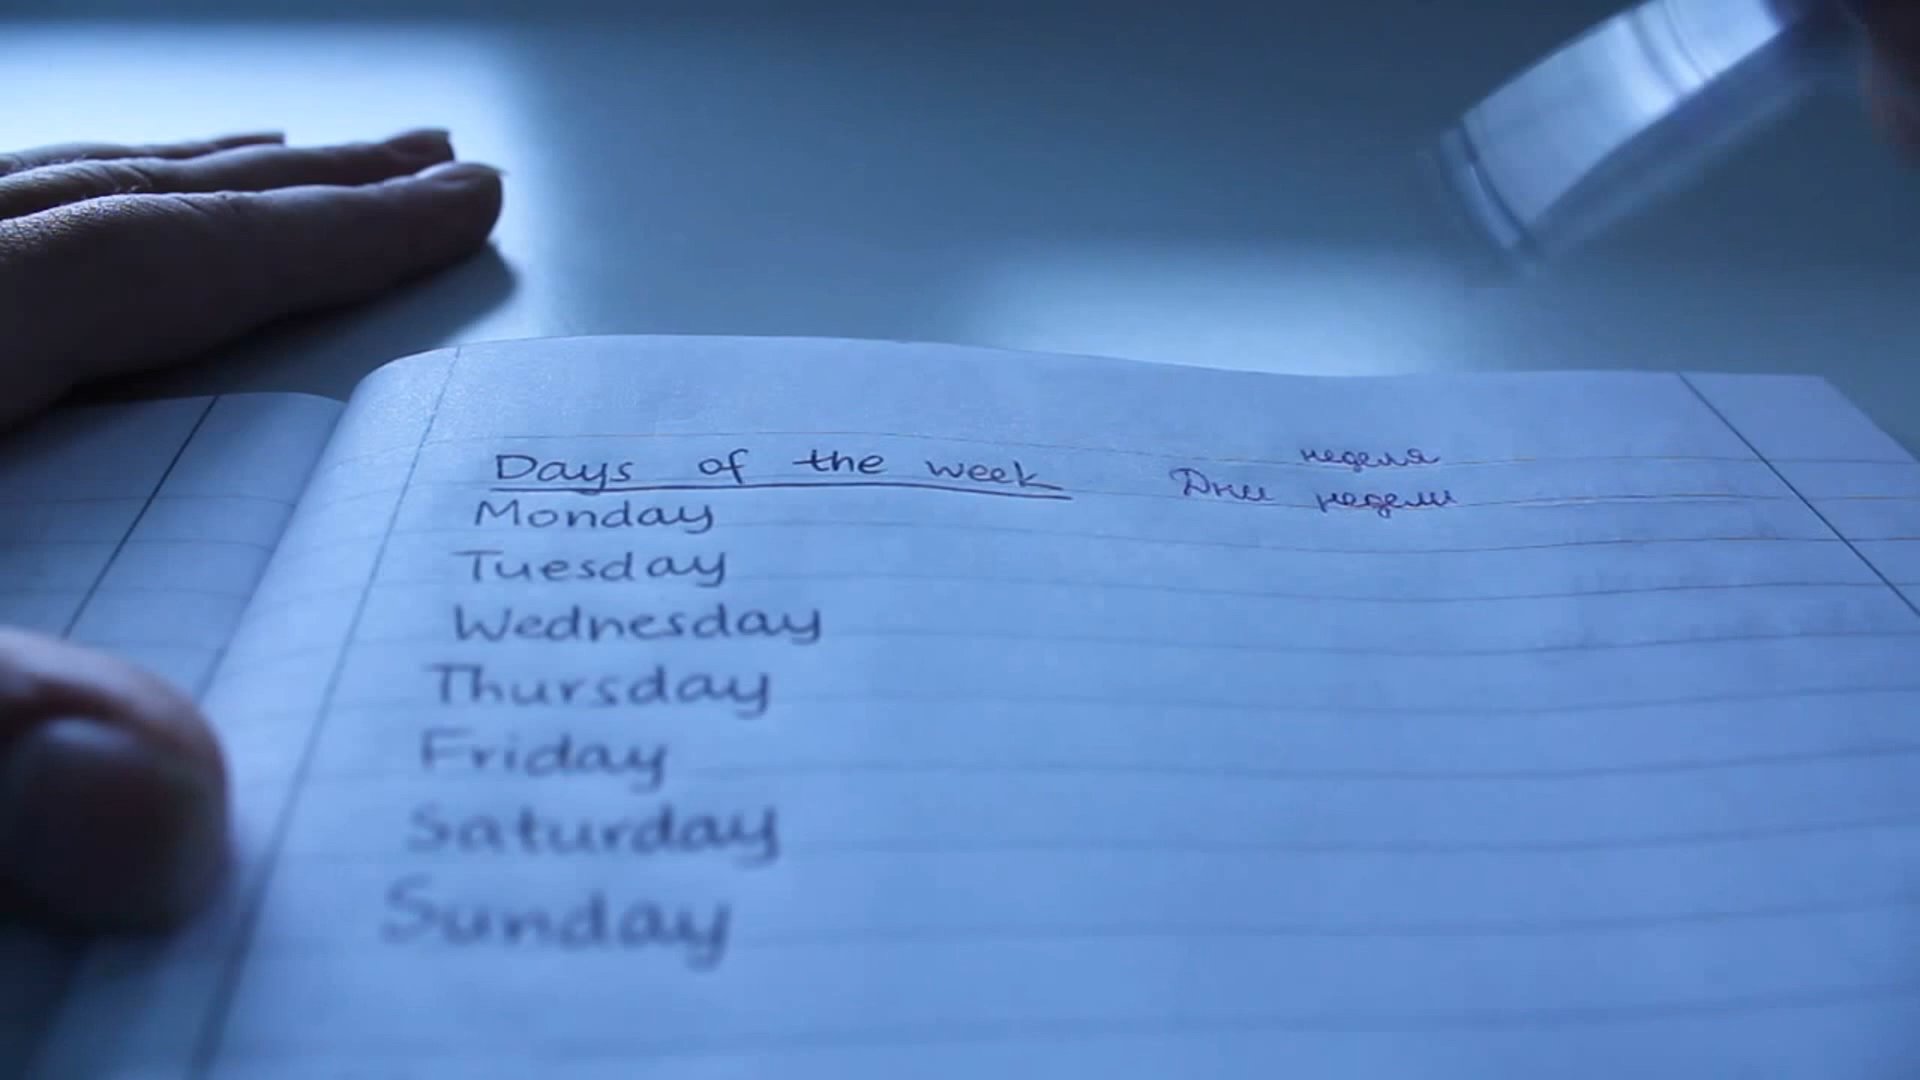 Days of the week
неделя
Дни недели
Monday
Tuesday
Wednesday
Thursday
Friday
Saturday
Sunday